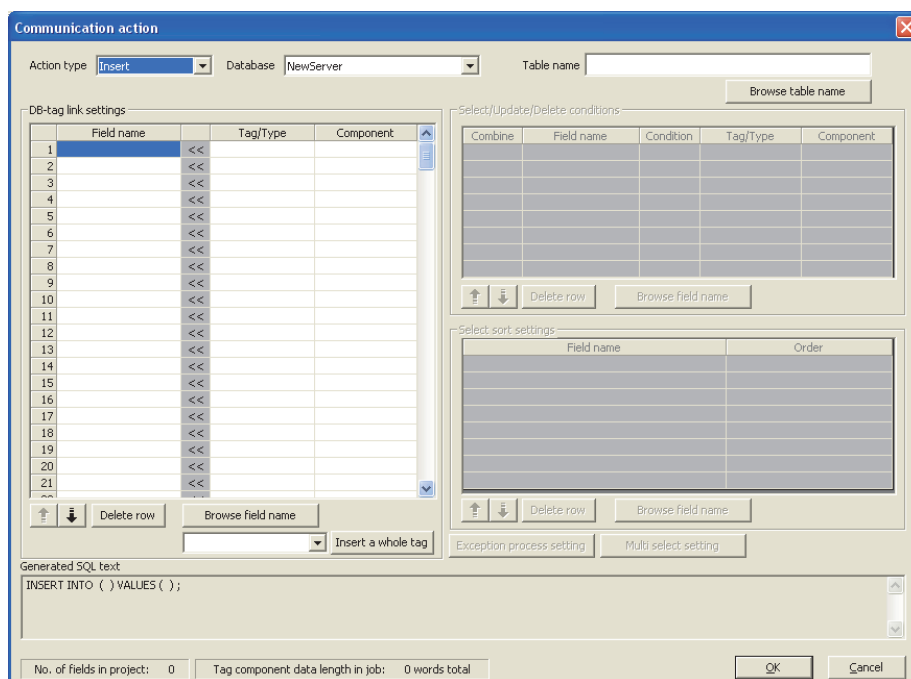 Communication action
Action type Insert Database NewServer Table name
Browse table name
DB-tag link settings
Field name Tag/Type Component
1 <<
2 <<
3 <<
4 <<
5 <<
6 <<
7 <<
8 <<
9 <<
10 <<
11 <<
12 <<
13 <<
14 <<
15 <<
16 <<
17 <<
18 <<
19 <<
20 <<
21 <<
Delete row Browse field name
Insert a whole tag
Select/Update/Delete conditions
Combine Field name Condition Tag/Type Component
Delete row Browse field name
Select sort settings
Field name Order
Delete row Browse field name
Exception process setting Multi select setting
Generated SQL text
INSERT INTO ( ) VALUES ( );
No. of fields in project: 0 Tag component data length in job: 0 words total
OK Cancel